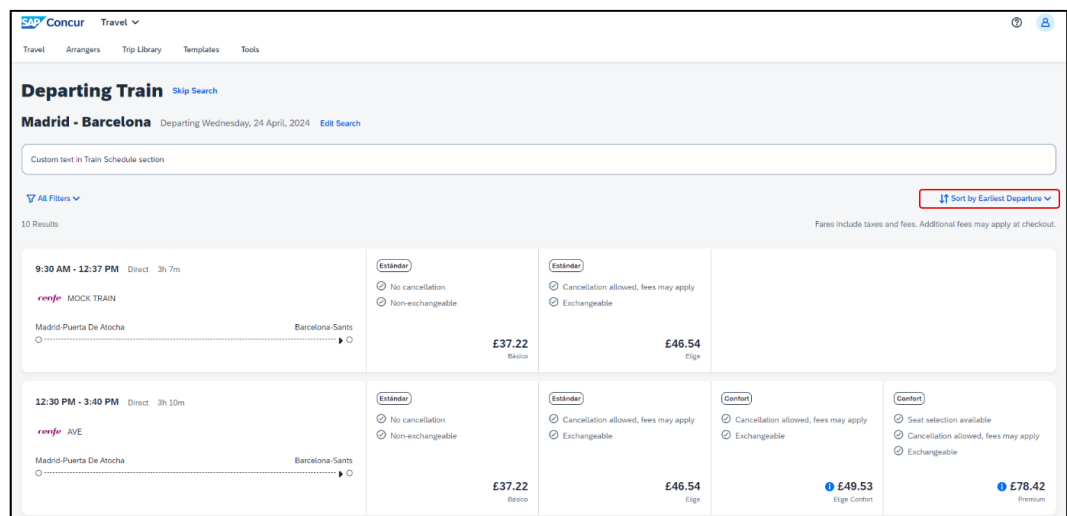 SAP Concur Travel
Travel Arrangers Trip Library Templates Tools
Departing Train Skip Search
Madrid - Barcelona Departing Wednesday, 24 April, 2024 Edit Search
Custom text in Train Schedule section
All Filters Sort by Earliest Departure
10 Results Fares include taxes and fees. Additional fees may apply at checkout.
9:30 AM - 12:37 PM Direct 3h 7m
renfe MOCK TRAIN
Madrid-Puerta De Atocha Barcelona-Sants
Estándar
No cancellation
Non-exchangeable
£37.22
Básico
Estándar
Cancellation allowed, fees may apply
Exchangeable
£46.54
Elige
12:30 PM - 3:40 PM Direct 3h 10m
renfe AVE
Madrid-Puerta De Atocha Barcelona-Sants
Estándar
No cancellation
Non-exchangeable
£37.22
Básico
Estándar
Cancellation allowed, fees may apply
Exchangeable
£46.54
Elige
Confort
Cancellation allowed, fees may apply
Exchangeable
£49.53
Elige Confort
Confort
Seat selection available
Cancellation allowed, fees may apply
Exchangeable
£78.42
Premium